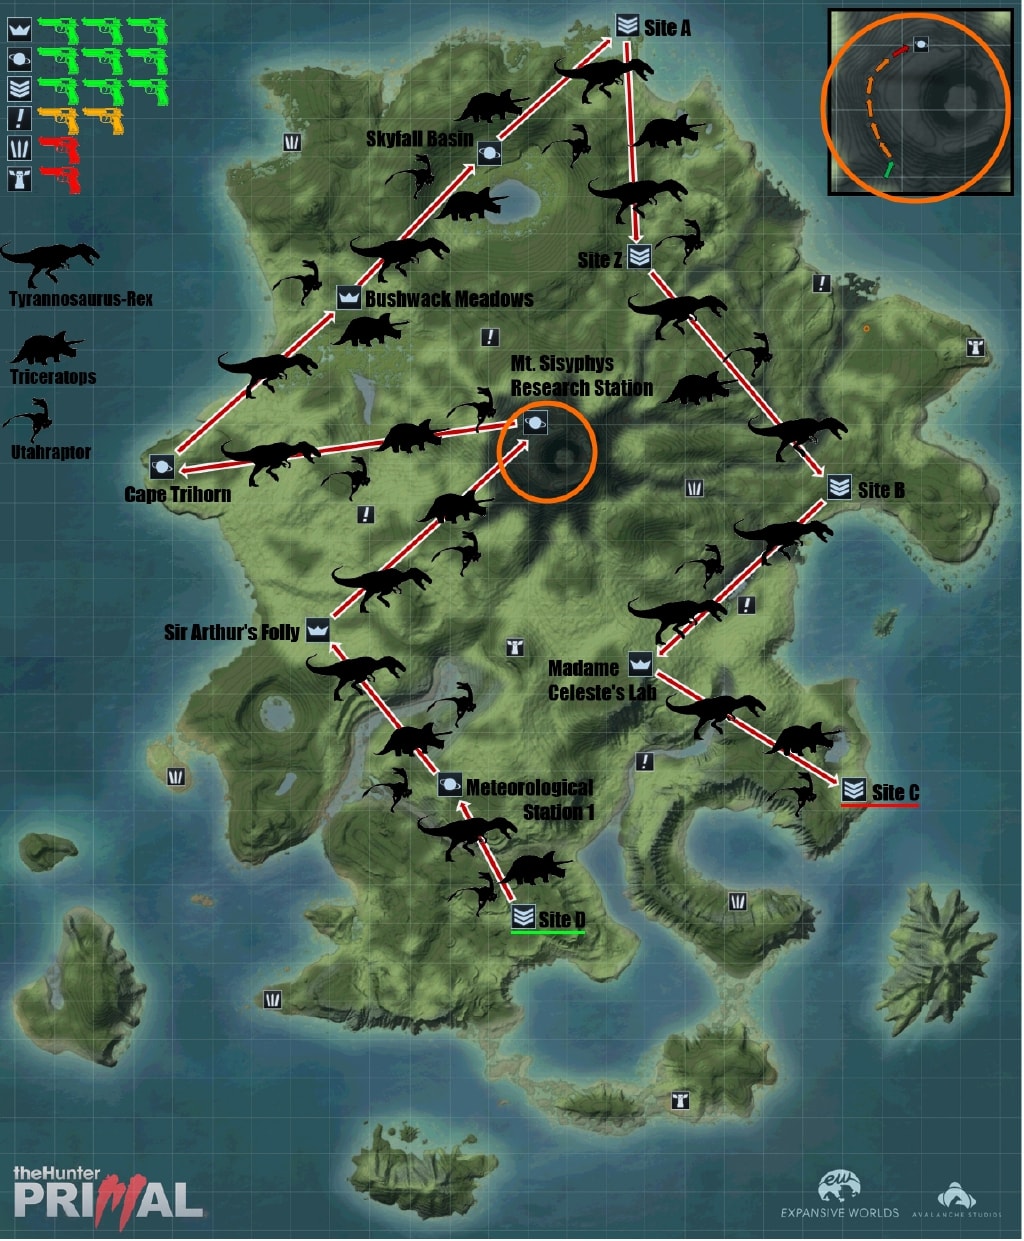 Site A
Skyfall Basin
Tyrannosaurus-Rex
Site Z
Bushwack Meadows
Triceratops
Mt. Sisyphys
Research Station
Utahraptor
Cape Trihorn
Site B
Sir Arthur's Folly
Madame
Celeste's Lab
Meteorological
Station 1
Site C
Site D
theHunter
PRIMAL
ew
EXPANSIVE WORLDS
AVALANCHE STUDIOS